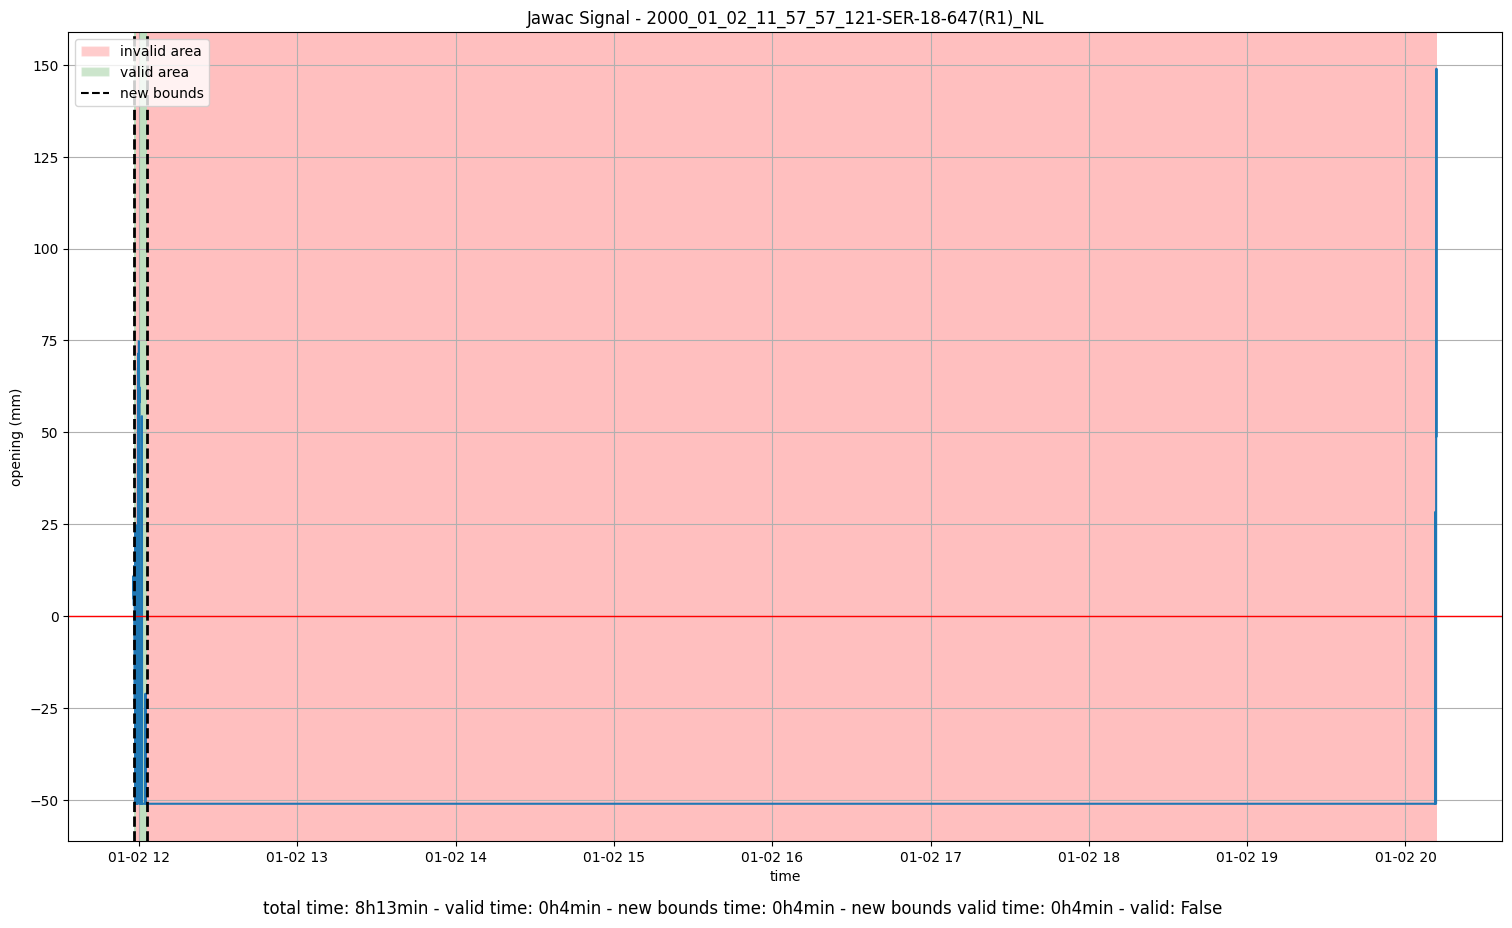 Jawac Signal - 2000_01_02_11_57_57_121-SER-18-647(R1)_NL
invalid area
valid area
new bounds
150
125
100
75
50
25
0
−25
−50
opening (mm)
01-02 12
01-02 13
01-02 14
01-02 15
01-02 16
01-02 17
01-02 18
01-02 19
01-02 20
time
total time: 8h13min - valid time: 0h4min - new bounds time: 0h4min - new bounds valid time: 0h4min - valid: False